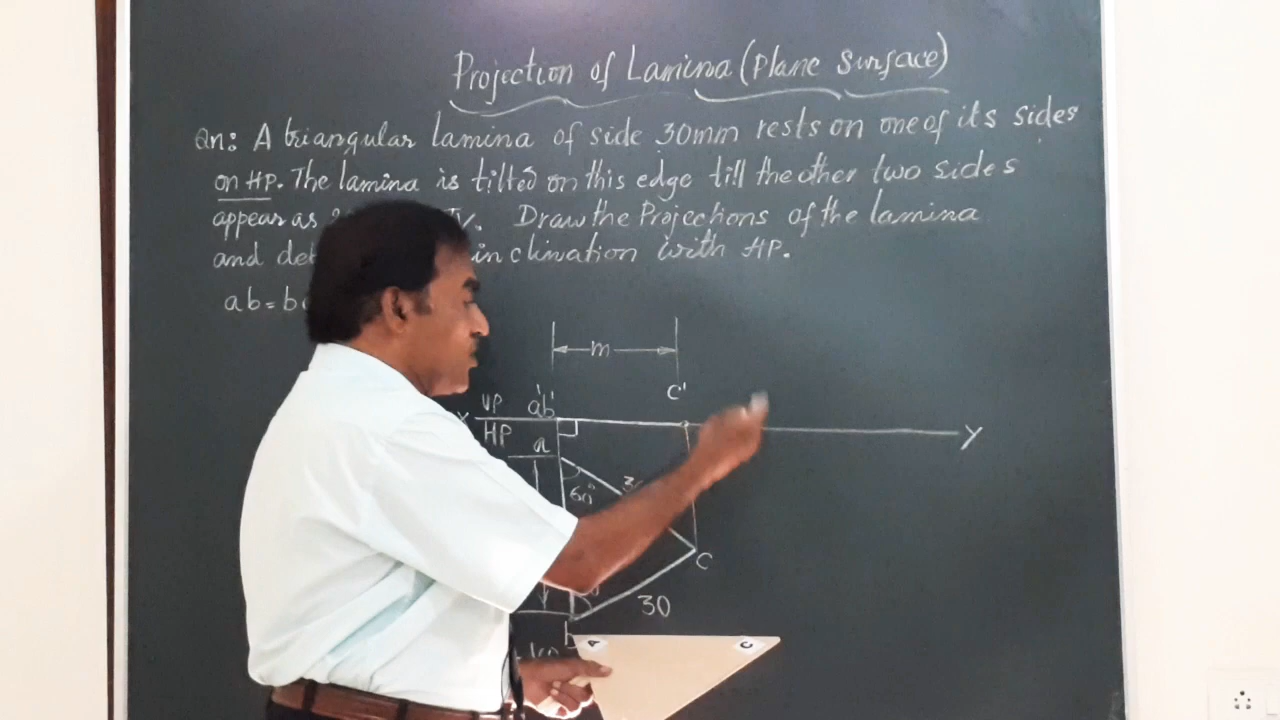 Projection of Lamina (Plane Surface)
Qn: A triangular lamina of side 30mm rests on one of its sides
on HP. The lamina is tilted on this edge till the other two sides
appear as TV. Draw the Projections of the lamina
and inclination with HP.
ab=b
m
VP a'b' c'
X
HP a
Y
60°
c
30
b
A C